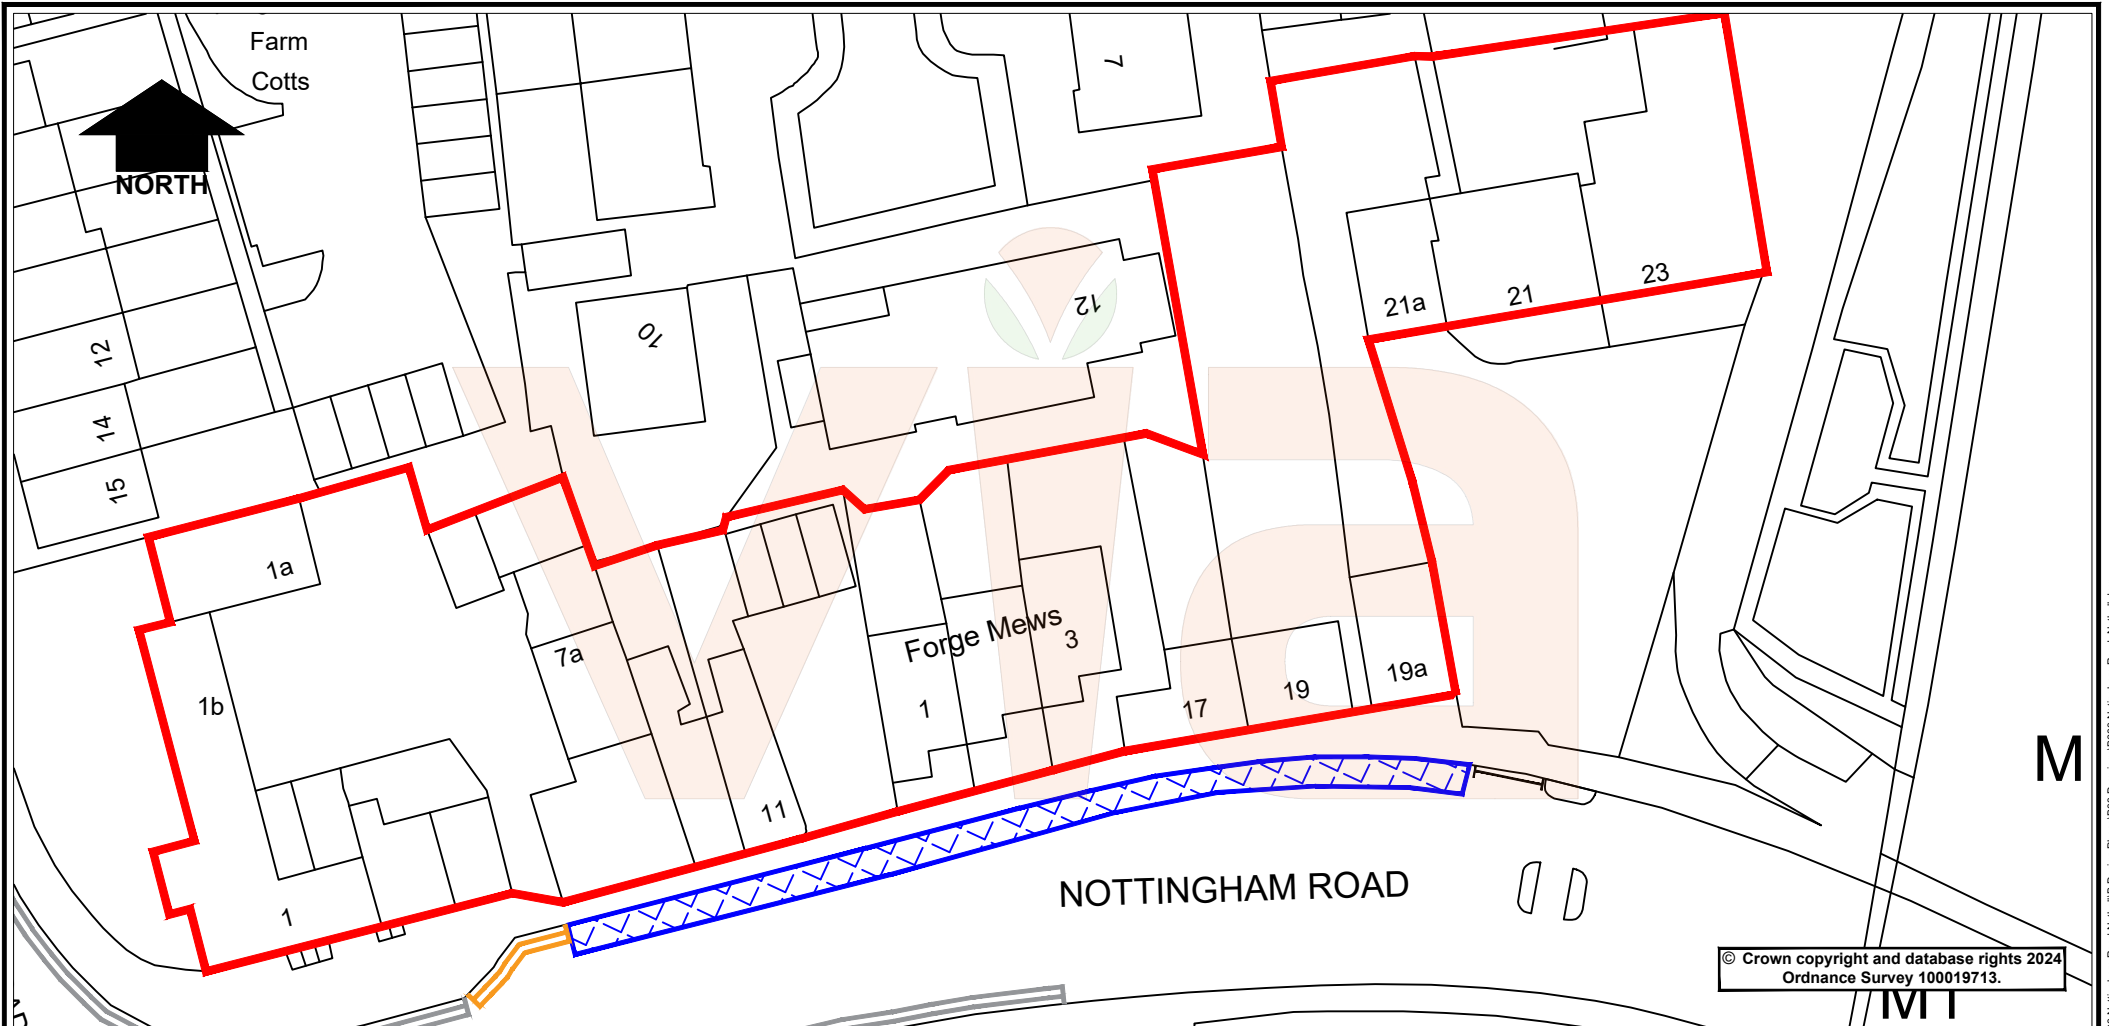 Farm
Cotts
7
NORTH
12
14
15
10
12
21a
21
23
1a
1b
7a
Forge Mews
3
1
11
17
19
19a
1
NOTTINGHAM ROAD
M
M1
via
© Crown copyright and database rights 2024
Ordnance Survey 100019713.